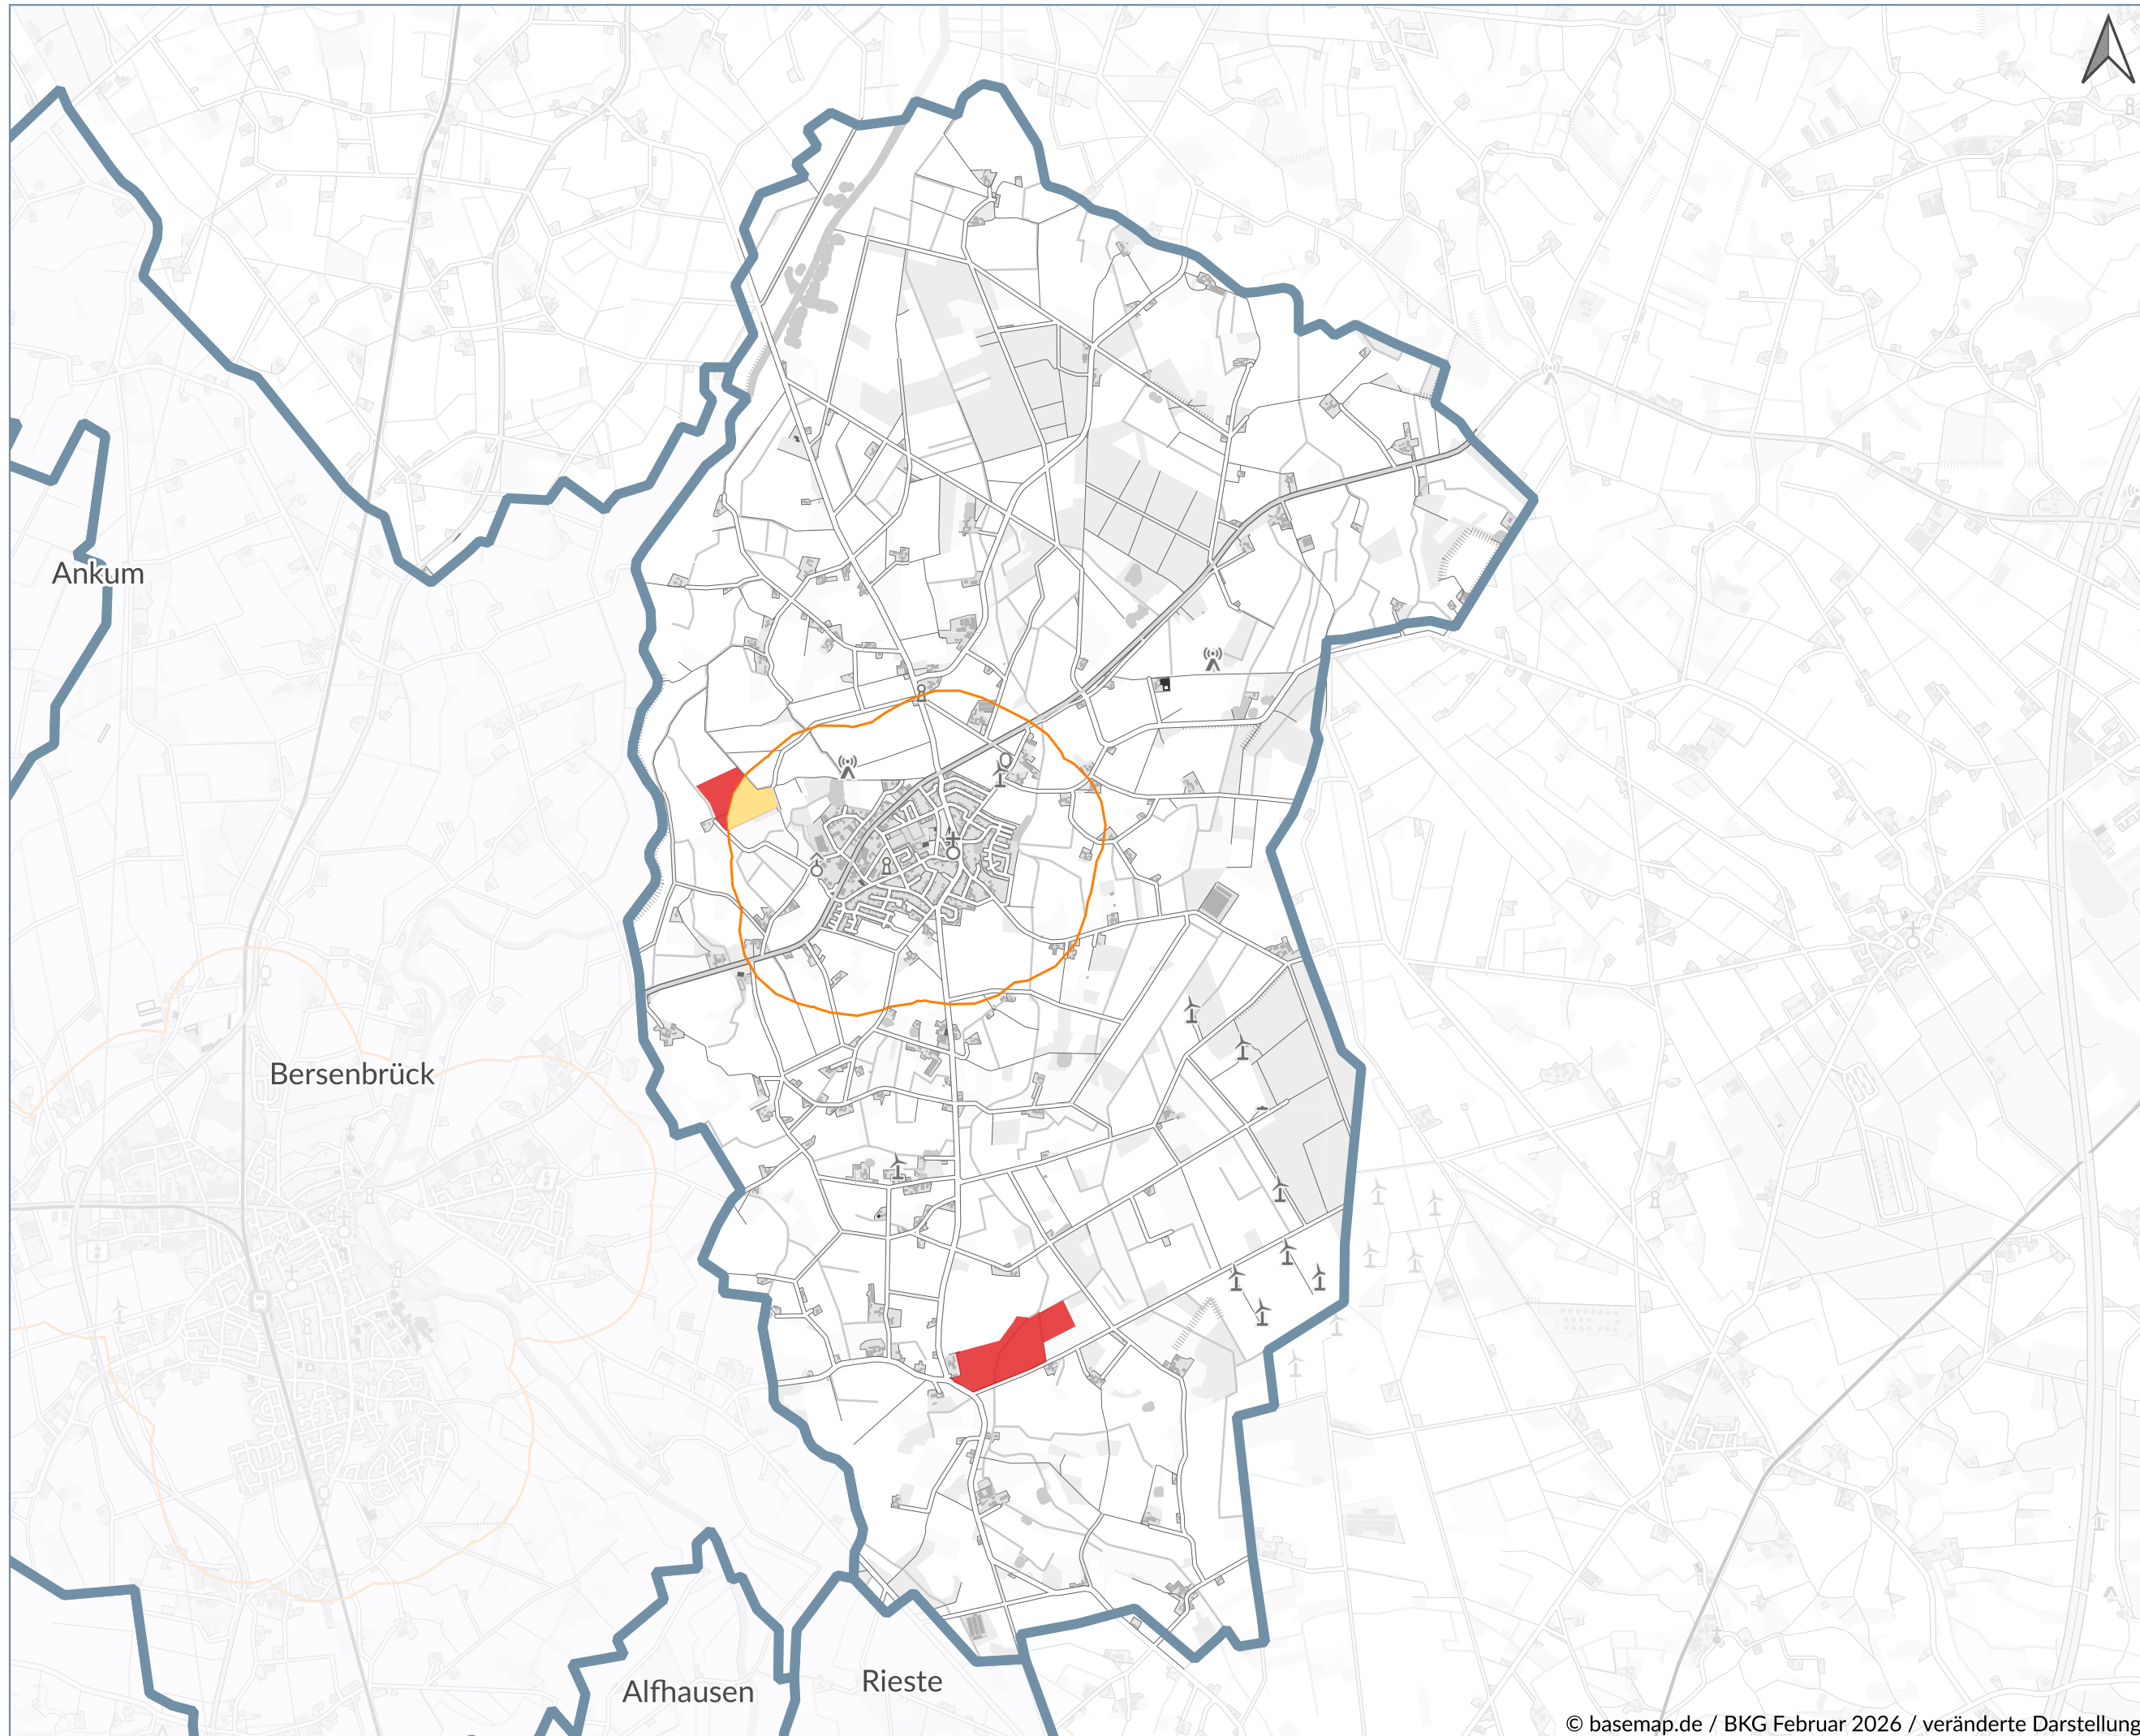 Ankum
Bersenbrück
Alfhausen
Rieste
© basemap.de / BKG Februar 2026 / veränderte Darstellung